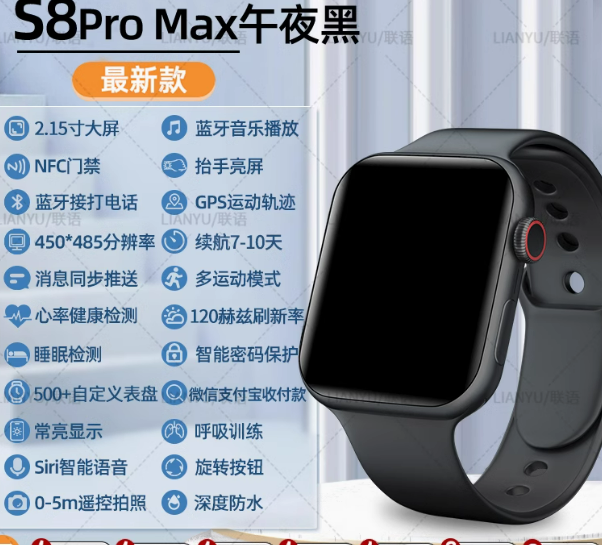 S8Pro Max午夜黑
最新款
2.15寸大屏
蓝牙音乐播放
NFC门禁
抬手亮屏
蓝牙接打电话
GPS运动轨迹
450*485分辨率
续航7-10天
消息同步推送
多运动模式
心率健康检测
120赫兹刷新率
睡眠检测
智能密码保护
500+自定义表盘
微信支付宝收付款
常亮显示
呼吸训练
Siri智能语音
旋转按钮
0-5m遥控拍照
深度防水
LIANYU/联语